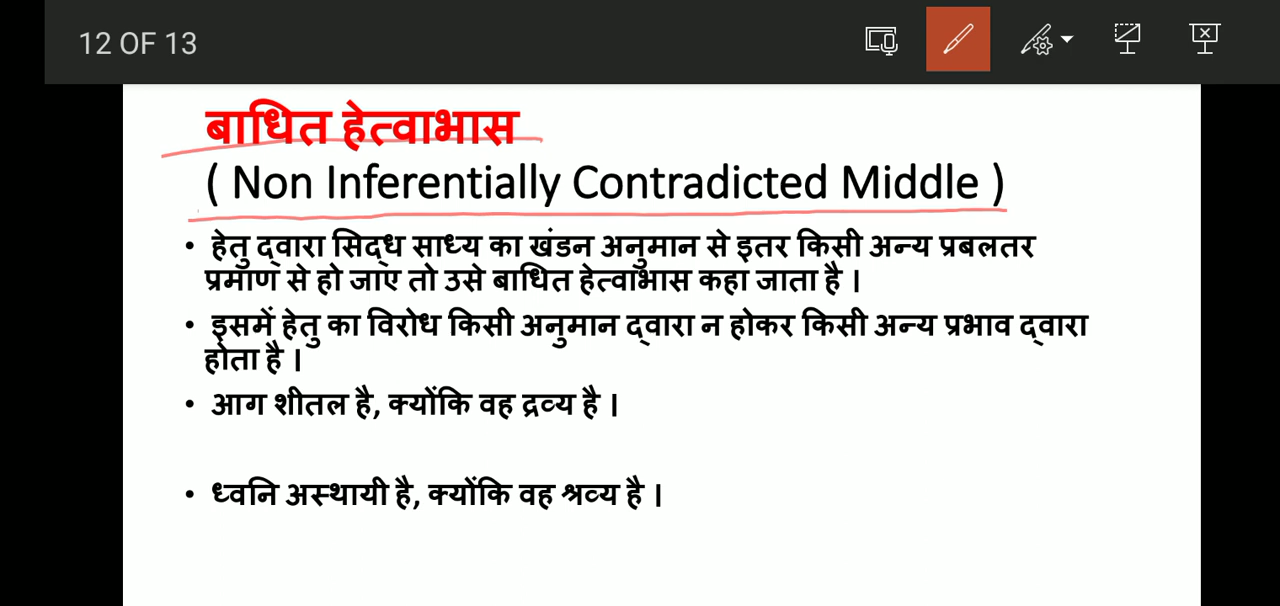 12 OF 13
बाधित हेत्वाभास
( Non Inferentially Contradicted Middle )
• हेतु द्वारा सिद्ध साध्य का खंडन अनुमान से इतर किसी अन्य प्रबलतर
प्रमाण से हो जाए तो उसे बाधित हेत्वाभास कहा जाता है ।
• इसमें हेतु का विरोध किसी अनुमान द्वारा न होकर किसी अन्य प्रभाव द्वारा
होता है ।
• आग शीतल है, क्योंकि वह द्रव्य है ।
• ध्वनि अस्थायी है, क्योंकि वह श्रव्य है ।